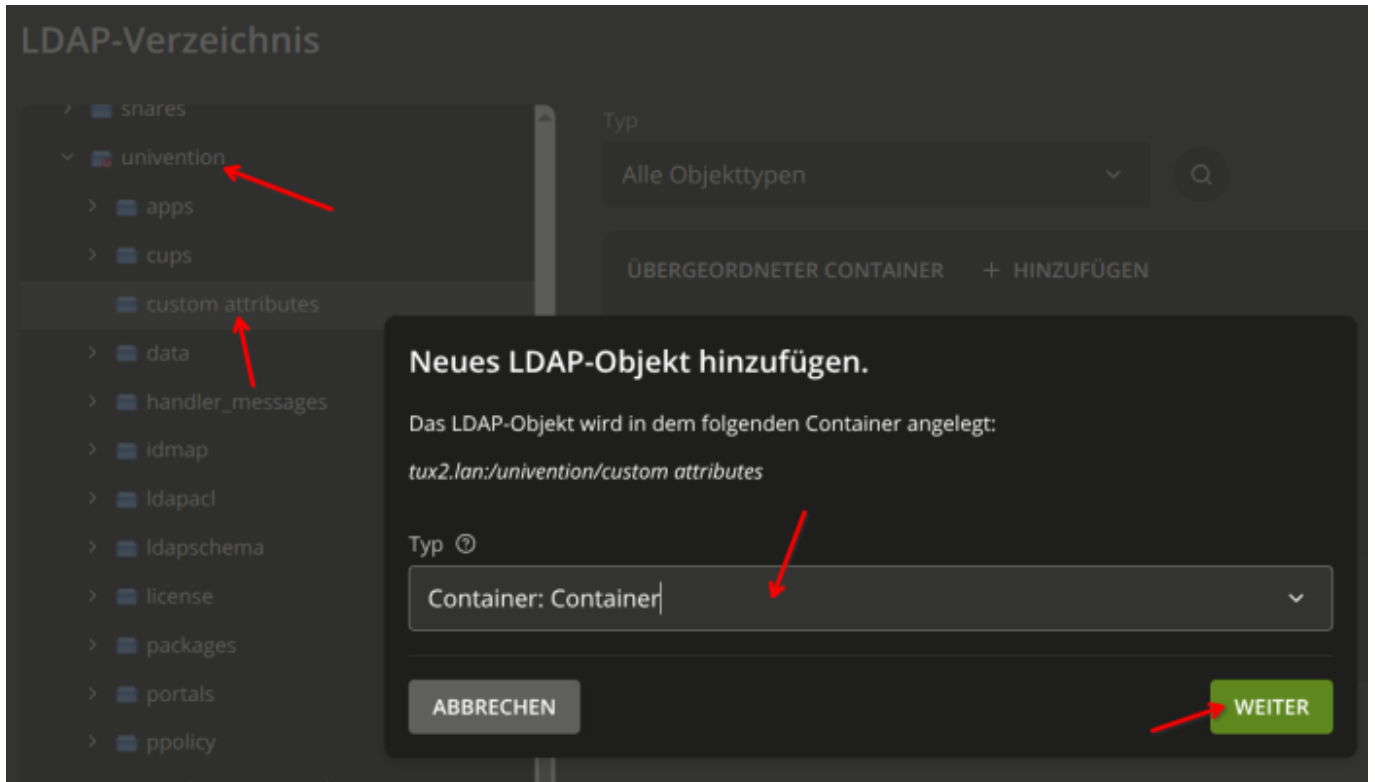 LDAP-Verzeichnis
shares
univention
apps
cups
custom attributes
data
handler_messages
idmap
ldapacl
ldapschema
license
packages
portals
ppolicy
Typ
Alle Objekttypen
ÜBERGEORDNETER CONTAINER + HINZUFÜGEN
Neues LDAP-Objekt hinzufügen.
Das LDAP-Objekt wird in dem folgenden Container angelegt:
tux2.lan:/univention/custom attributes
Typ
Container: Container
ABBRECHEN
WEITER